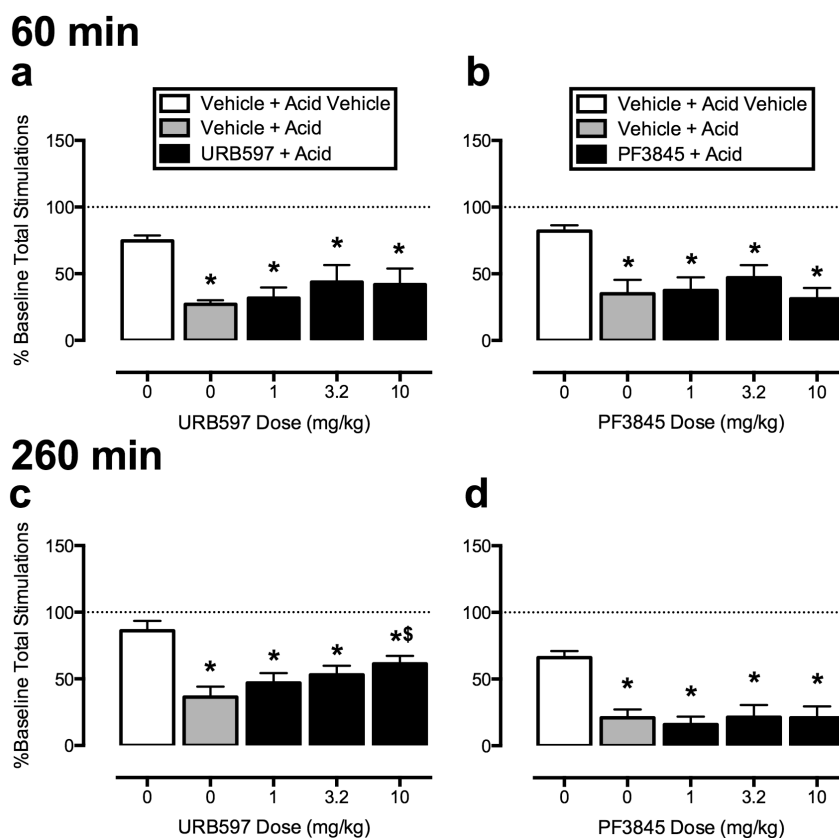 60 min
a
Vehicle + Acid Vehicle
Vehicle + Acid
URB597 + Acid
% Baseline Total Stimulations
150
100
50
0
* * * *
0 0 1 3.2 10
URB597 Dose (mg/kg)
b
Vehicle + Acid Vehicle
Vehicle + Acid
PF3845 + Acid
150
100
50
0
* * * *
0 0 1 3.2 10
PF3845 Dose (mg/kg)
260 min
c
%Baseline Total Stimulations
150
100
50
0
* * * *$
0 0 1 3.2 10
URB597 Dose (mg/kg)
d
150
100
50
0
* * * *
0 0 1 3.2 10
PF3845 Dose (mg/kg)